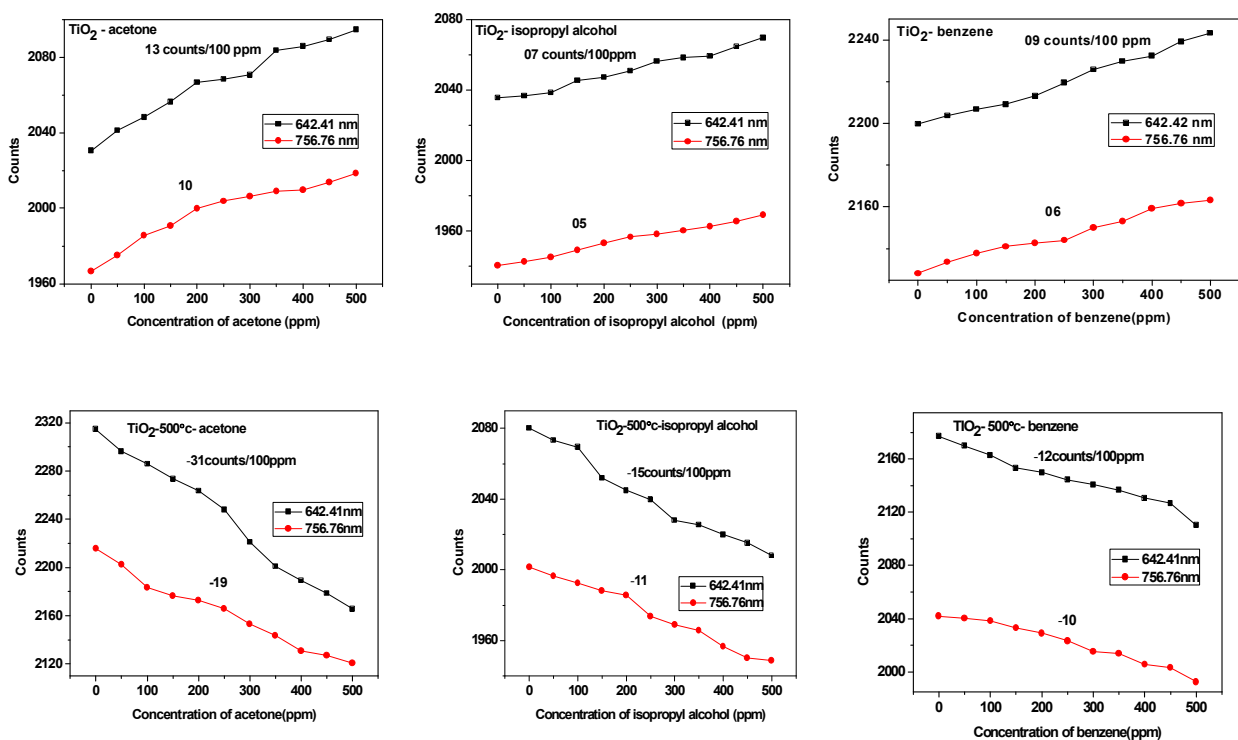 TiO2 - acetone
13 counts/100 ppm
642.41 nm
756.76 nm
10
Counts
2080
2040
2000
1960
0 100 200 300 400 500
Concentration of acetone (ppm)
TiO2- isopropyl alcohol
07 counts/100ppm
642.41 nm
756.76 nm
05
Counts
2080
2040
2000
1960
1920
0 100 200 300 400 500
Concentration of isopropyl alcohol (ppm)
TiO2- benzene
09 counts/100 ppm
642.42 nm
756.76 nm
06
Counts
2240
2200
2160
0 100 200 300 400 500
Concentration of benzene(ppm)
TiO2-500°c- acetone
-31counts/100ppm
642.41nm
756.76nm
-19
Counts
2320
2280
2240
2200
2160
2120
0 100 200 300 400 500
Concentration of acetone(ppm)
TiO2-500°c-isopropyl alcohol
-15counts/100ppm
642.41nm
756.76nm
-11
Counts
2080
2040
2000
1960
0 100 200 300 400 500
Concentration of isopropyl alcohol (ppm)
TiO2- 500°c- benzene
-12counts/100ppm
642.41nm
756.76nm
-10
Counts
2160
2120
2080
2040
2000
0 100 200 300 400 500
Concentration of benzene(ppm)